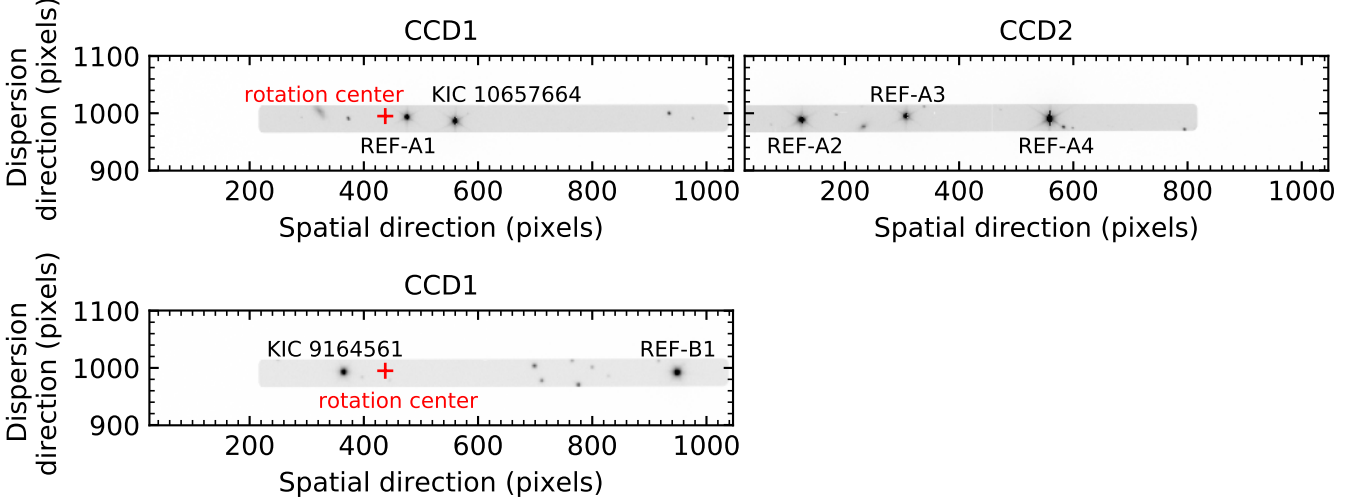 CCD1
CCD2
Dispersion
direction (pixels)
1100
1000
900
rotation center
KIC 10657664
REF-A1
REF-A3
REF-A2
REF-A4
200 400 600 800 1000
200 400 600 800 1000
Spatial direction (pixels)
Spatial direction (pixels)
CCD1
Dispersion
direction (pixels)
1100
1000
900
KIC 9164561
REF-B1
rotation center
200 400 600 800 1000
Spatial direction (pixels)